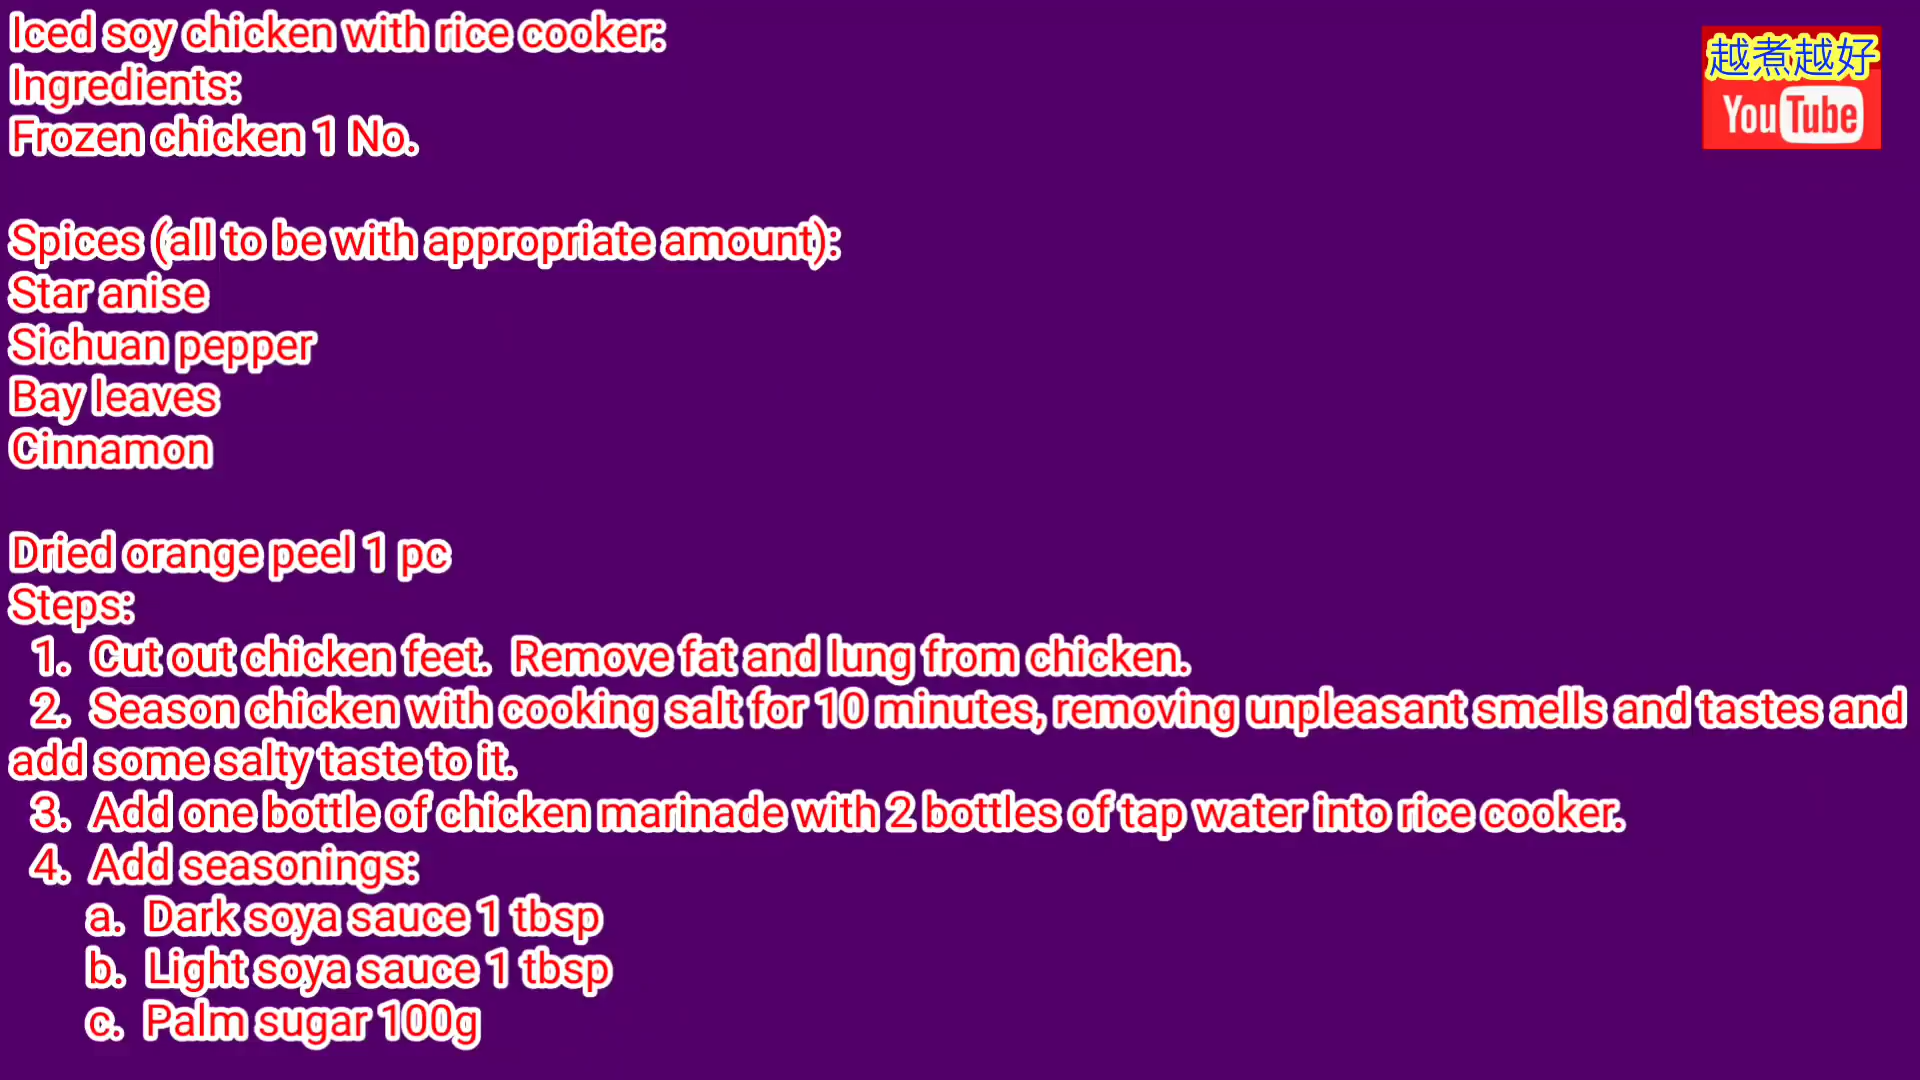 Iced soy chicken with rice cooker:
Ingredients:
Frozen chicken 1 No.
Spices (all to be with appropriate amount):
Star anise
Sichuan pepper
Bay leaves
Cinnamon
Dried orange peel 1 pc
Steps:
1. Cut out chicken feet. Remove fat and lung from chicken.
2. Season chicken with cooking salt for 10 minutes, removing unpleasant smells and tastes and
add some salty taste to it.
3. Add one bottle of chicken marinade with 2 bottles of tap water into rice cooker.
4. Add seasonings:
a. Dark soya sauce 1 tbsp
b. Light soya sauce 1 tbsp
c. Palm sugar 100g
越煮越好
YouTube